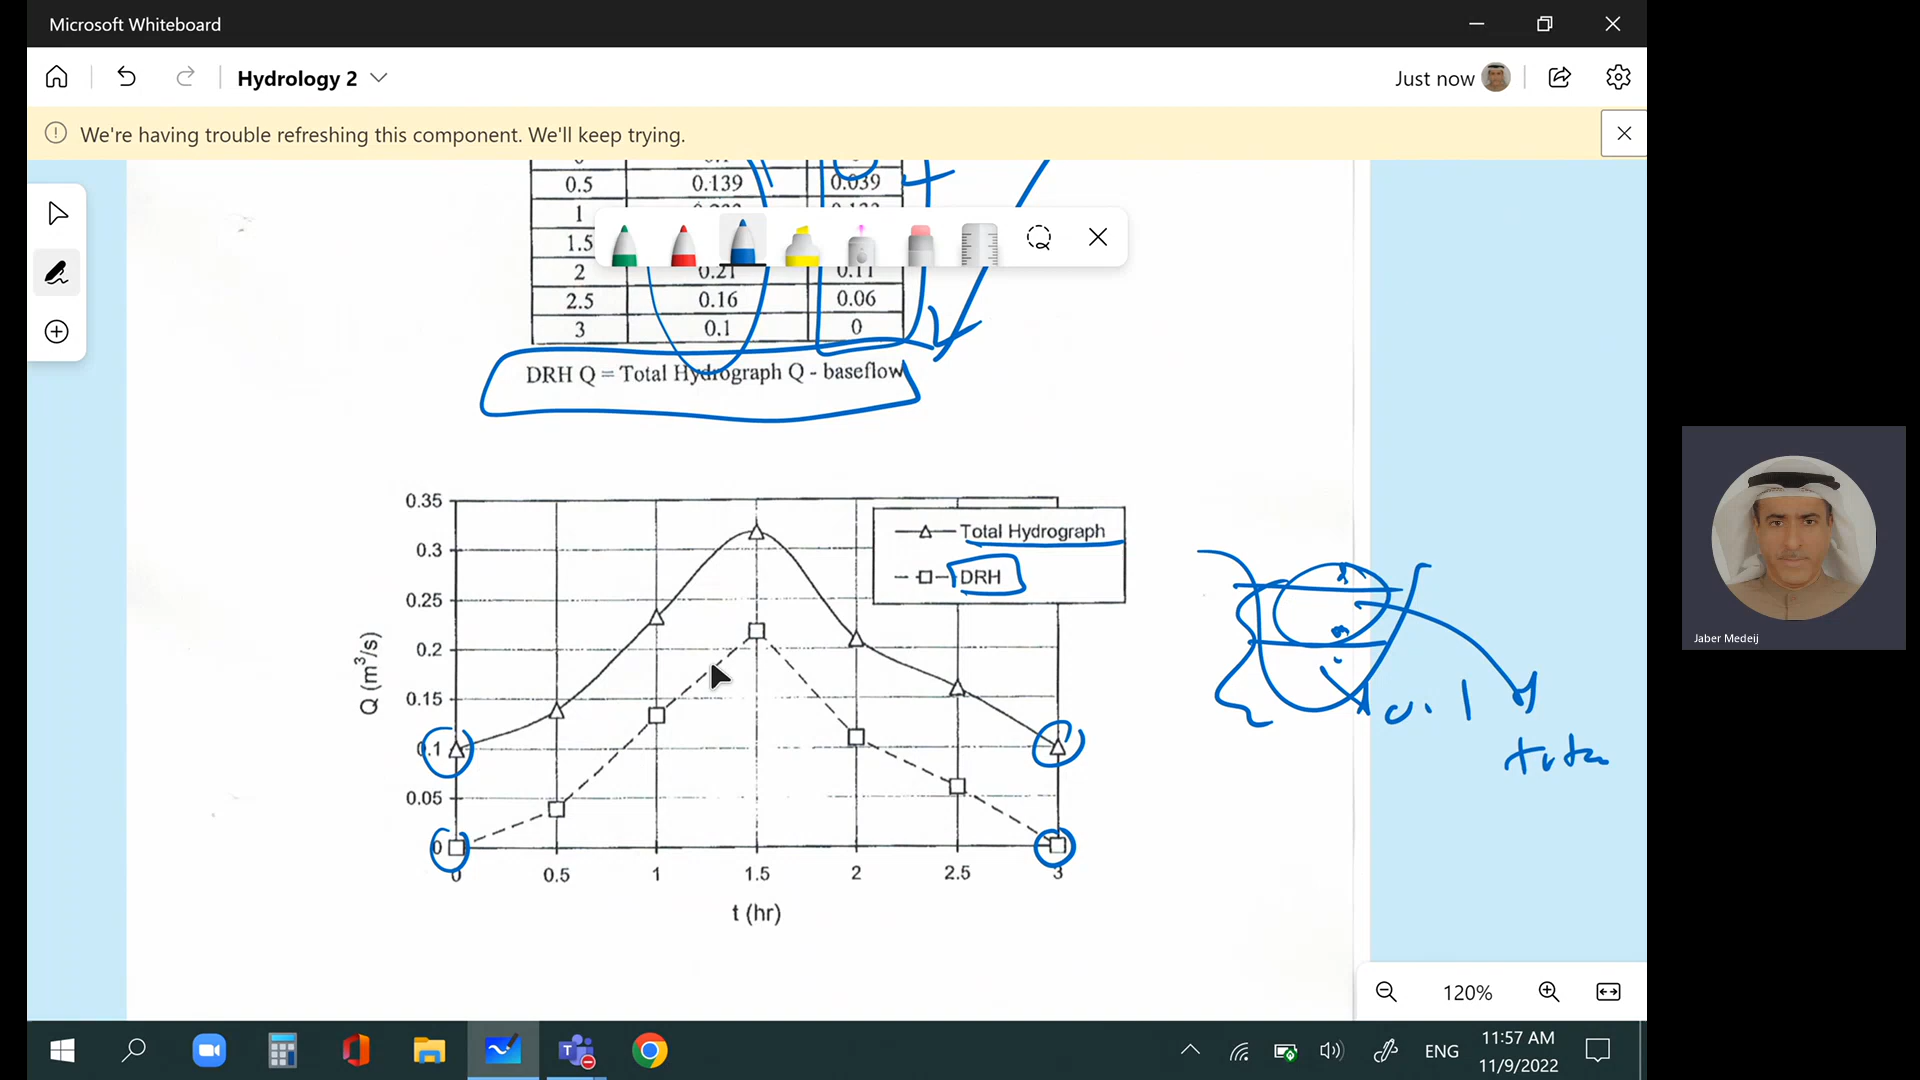 Microsoft Whiteboard
Hydrology 2
Just now
We're having trouble refreshing this component. We'll keep trying.
0.5 0.139 0.039
1
1.5
2 0.21 0.11
2.5 0.16 0.06
3 0.1 0
DRH Q = Total Hydrograph Q - baseflow
0.35
0.3
0.25
0.2
0.15
0.1
0.05
0
Q (m³/s)
Total Hydrograph
DRH
0 0.5 1 1.5 2 2.5 3
t (hr)
0.1
Jaber Medeij
120%
ENG
11:57 AM
11/9/2022